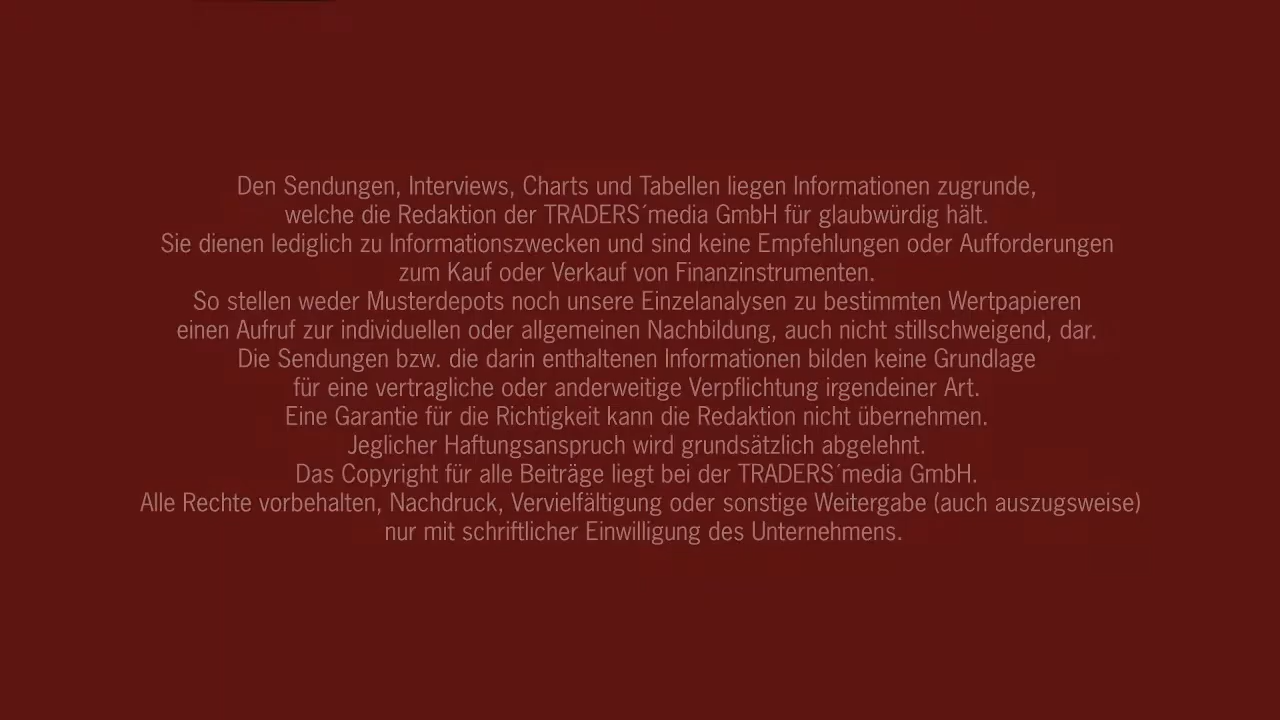 Den Sendungen, Interviews, Charts und Tabellen liegen Informationen zugrunde,
welche die Redaktion der TRADERS´media GmbH für glaubwürdig hält.
Sie dienen lediglich zu Informationszwecken und sind keine Empfehlungen oder Aufforderungen
zum Kauf oder Verkauf von Finanzinstrumenten.
So stellen weder Musterdepots noch unsere Einzelanalysen zu bestimmten Wertpapieren
einen Aufruf zur individuellen oder allgemeinen Nachbildung, auch nicht stillschweigend, dar.
Die Sendungen bzw. die darin enthaltenen Informationen bilden keine Grundlage
für eine vertragliche oder anderweitige Verpflichtung irgendeiner Art.
Eine Garantie für die Richtigkeit kann die Redaktion nicht übernehmen.
Jeglicher Haftungsanspruch wird grundsätzlich abgelehnt.
Das Copyright für alle Beiträge liegt bei der TRADERS´media GmbH.
Alle Rechte vorbehalten, Nachdruck, Vervielfältigung oder sonstige Weitergabe (auch auszugsweise)
nur mit schriftlicher Einwilligung des Unternehmens.